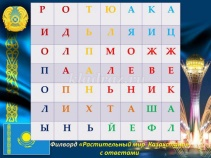 Р О Т Ю А К А
И Д Ь Л Я И Ц
О Л П М О Ж Ж
П А А Л Е В Е
О П И Н Ь Н И К
Л И Х Т А Ш А
Ы Н Ь Й Е Ф Л
Филворд «Растительный мир Казахстана»
с ответами